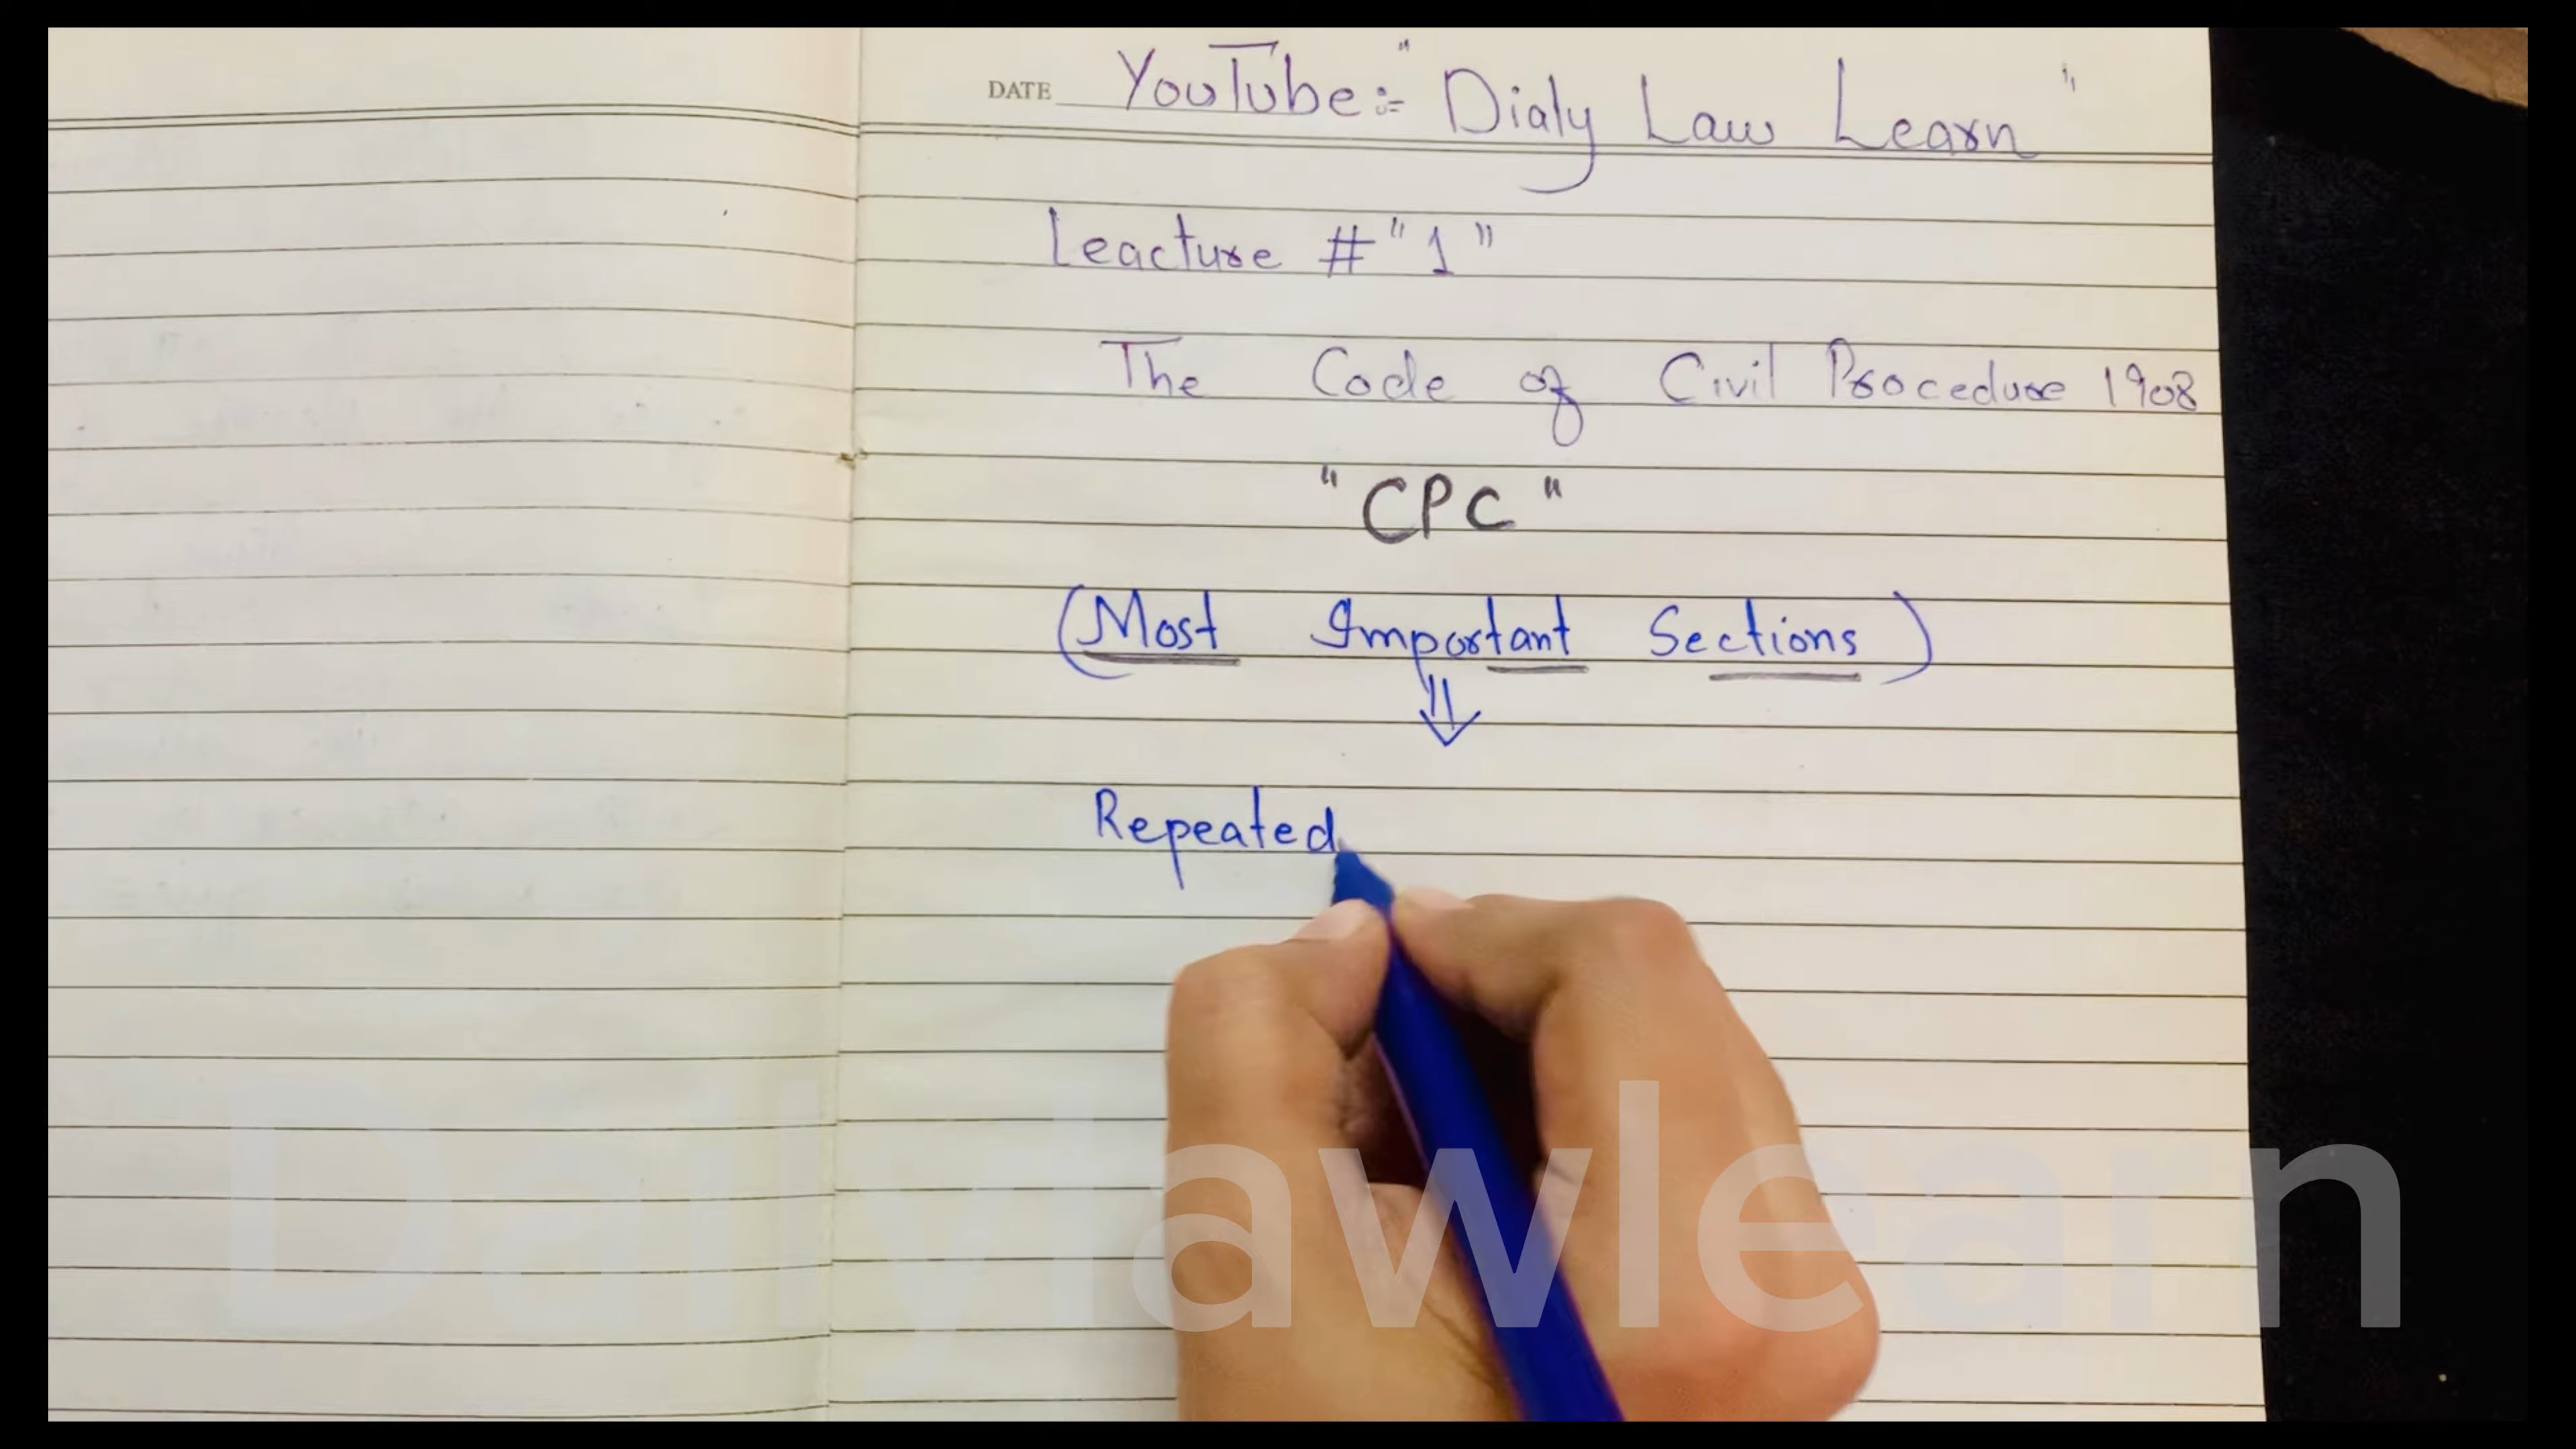 DATE YouTube:- "Dialy Law Learn"
Leacture # "1"
The Code of Civil Procedure 1908
"CPC"
(Most Important Sections)
Repeated
Dailylawlearn